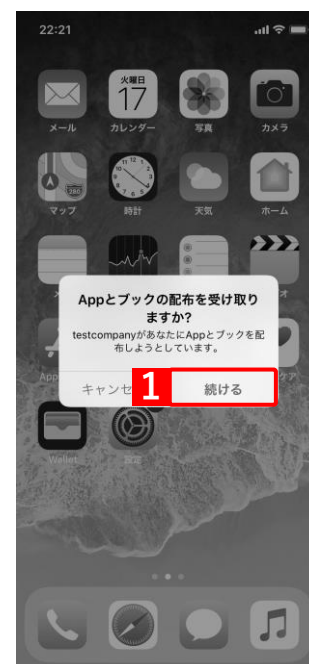 22:21
火曜日
17
メール カレンダー 写真 カメラ
マップ 時計 天気 ホーム
Appとブックの配布を受け取り
ますか?
testcompanyがあなたにAppとブックを配
布しようとしています。
キャンセ 1 続ける
Wallet 設定